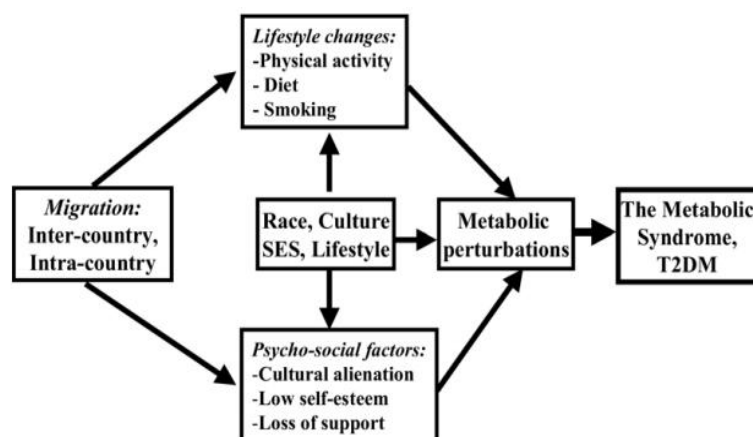 Lifestyle changes:
-Physical activity
- Diet
- Smoking
Migration:
Inter-country,
Intra-country
Race, Culture
SES, Lifestyle
Metabolic
perturbations
The Metabolic
Syndrome,
T2DM
Psycho-social factors:
-Cultural alienation
-Low self-esteem
-Loss of support